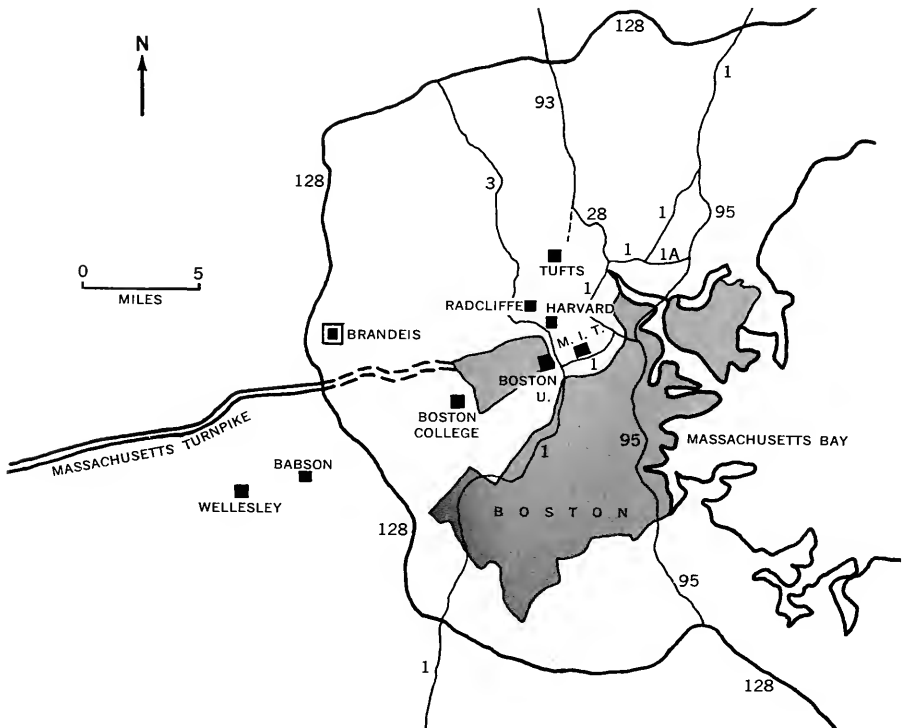 N
128
1
93
128
3
28
1
95
1
1A
0 5
MILES
TUFTS
1
RADCLIFFE
HARVARD
BRANDEIS
M. I. T.
1
BOSTON
U.
BOSTON
COLLEGE
MASSACHUSETTS TURNPIKE
1
95
MASSACHUSETTS BAY
BABSON
WELLESLEY
BOSTON
128
95
1
128